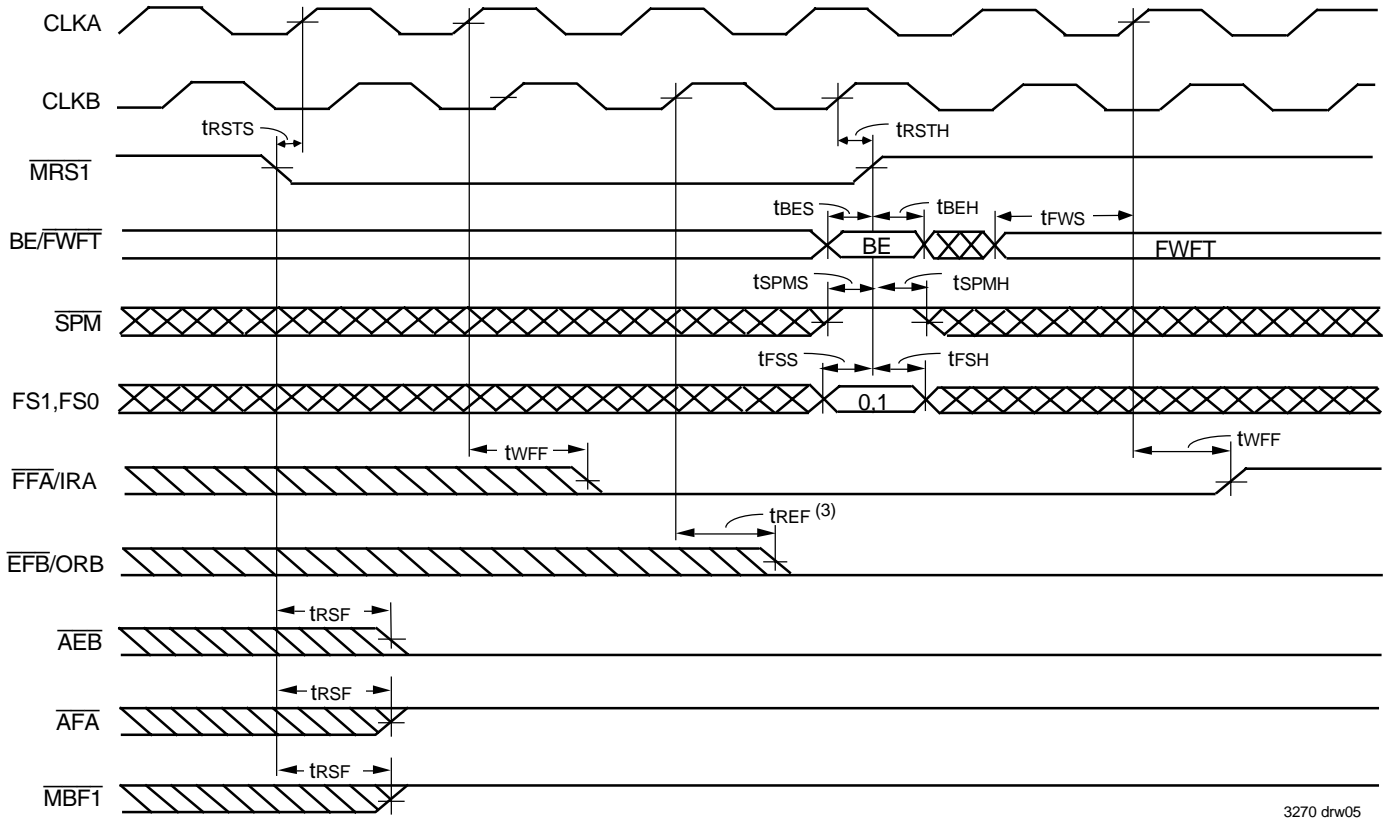 CLKA
CLKB
tRSTS
tRSTH
MRS1
tBES
tBEH
tFWS
BE/FWFT
BE
FWFT
tSPMS
tSPMH
SPM
tFSS
tFSH
FS1,FS0
0,1
tWFF
tWFF
FFA/IRA
tREF (3)
EFB/ORB
tRSF
AEB
tRSF
AFA
tRSF
MBF1
3270 drw05